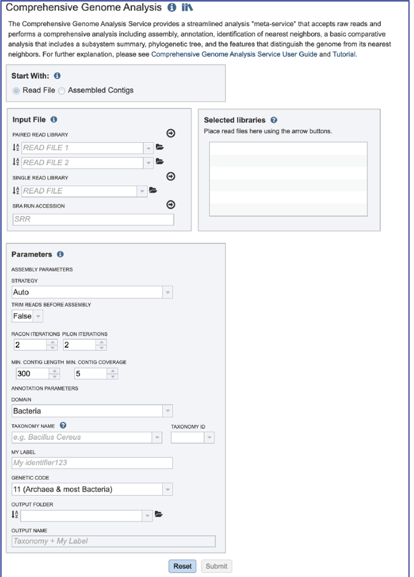 Comprehensive Genome Analysis
The Comprehensive Genome Analysis Service provides a streamlined analysis "meta-service" that accepts raw reads and
performs a comprehensive analysis including assembly, annotation, identification of nearest neighbors, a basic comparative
analysis that includes a subsystem summary, phylogenetic tree, and the features that distinguish the genome from its nearest
neighbors. For further explanation, please see Comprehensive Genome Analysis Service User Guide and Tutorial.
Start With:
Read File Assembled Contigs
Input File
PAIRED READ LIBRARY
READ FILE 1
READ FILE 2
SINGLE READ LIBRARY
READ FILE
SRA RUN ACCESSION
SRR
Selected libraries
Place read files here using the arrow buttons.
Parameters
ASSEMBLY PARAMETERS
STRATEGY
Auto
TRIM READS BEFORE ASSEMBLY
False
RACON ITERATIONS PILON ITERATIONS
2 2
MIN. CONTIG LENGTH MIN. CONTIG COVERAGE
300 5
ANNOTATION PARAMETERS
DOMAIN
Bacteria
TAXONOMY NAME TAXONOMY ID
e.g. Bacillus Cereus
MY LABEL
My identifier123
GENETIC CODE
11 (Archaea & most Bacteria)
OUTPUT FOLDER
OUTPUT NAME
Taxonomy + My Label
Reset Submit